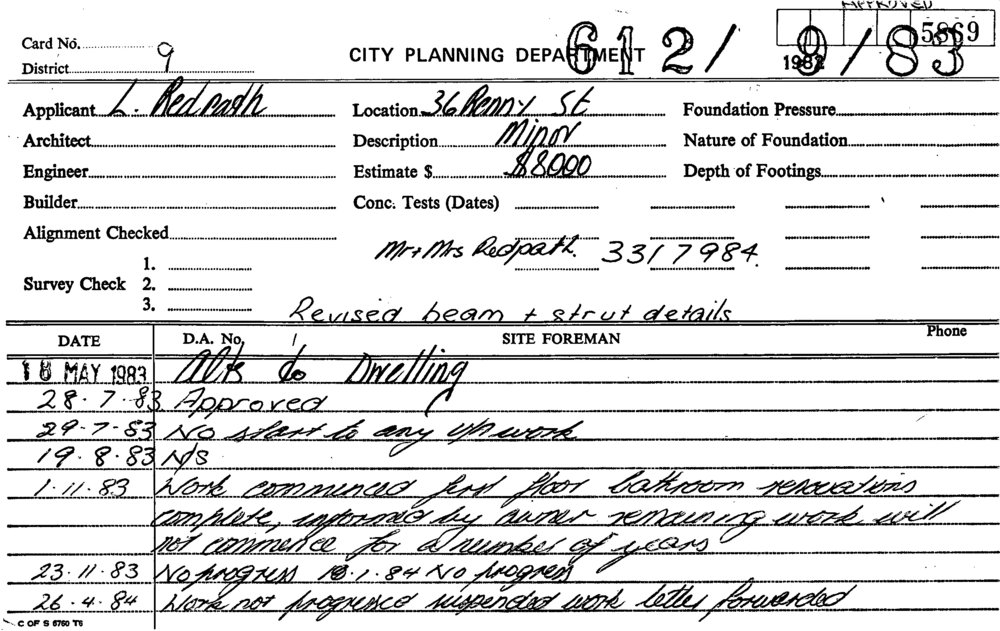 APPROVED
5869
Card No. 9
CITY PLANNING DEPARTMENT
612/ 9/83
1982
District
Applicant L. Redpath
Location 36 Penny St
Foundation Pressure
Architect
Description Minor
Nature of Foundation
Engineer
Estimate $ $8000
Depth of Footings
Builder
Conc. Tests (Dates)
Alignment Checked
Mr + Mrs Redpath. 331 7984.
1.
Survey Check 2.
3.
Revised beam + strut details
DATE D.A. No. SITE FOREMAN Phone
18 MAY 1983 Alts to Dwelling
28.7.83 Approved
29-7-83 No start to any work
19.8.83 N/S
1.11.83 Work commenced first floor bathroom renovations
complete, informed by owner remaining work will
not commence for a number of years
23.11.83 No progress 18.1.84 No progress
26.4.84 Work not progressed suspended work letter forwarded
C OF S 6760 T6